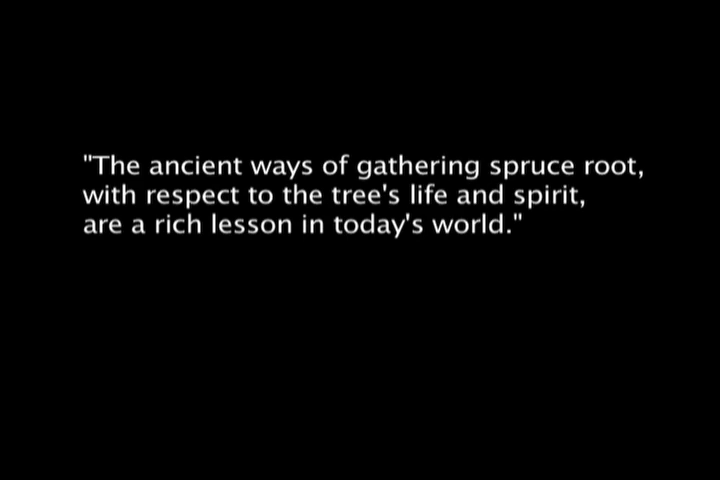 "The ancient ways of gathering spruce root,
with respect to the tree's life and spirit,
are a rich lesson in today's world."